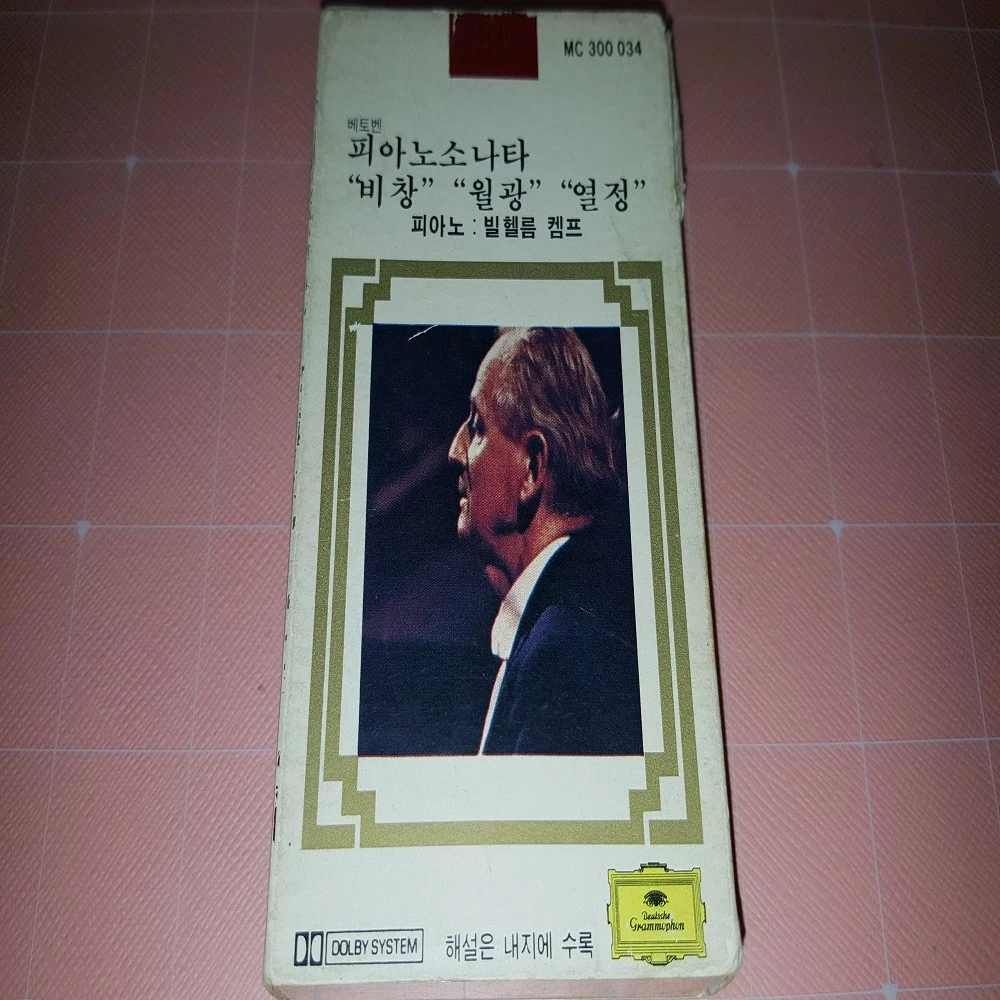 MC 300 034
베토벤
피아노소나타
“비창” “월광” “열정”
피아노 : 빌헬름 켐프
DOLBY SYSTEM
해설은 내지에 수록
Deutsche
Grammophon